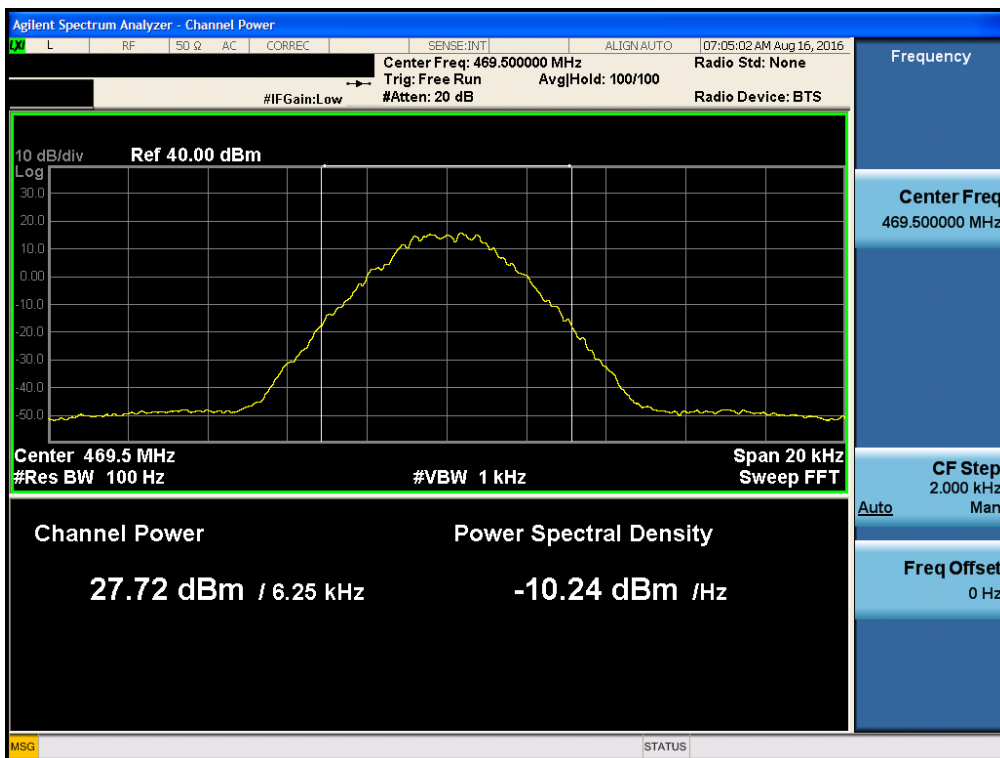 Agilent Spectrum Analyzer - Channel Power
LXI L RF 50 Ω AC CORREC SENSE:INT ALIGN AUTO 07:05:02 AM Aug 16, 2016
Center Freq: 469.500000 MHz Radio Std: None
Trig: Free Run Avg|Hold: 100/100
#IFGain:Low #Atten: 20 dB Radio Device: BTS
10 dB/div Ref 40.00 dBm
Log
30.0
20.0
10.0
0.00
-10.0
-20.0
-30.0
-40.0
-50.0
Center 469.5 MHz Span 20 kHz
#Res BW 100 Hz #VBW 1 kHz Sweep FFT
Channel Power Power Spectral Density
27.72 dBm / 6.25 kHz -10.24 dBm /Hz
Frequency
Center Freq
469.500000 MHz
CF Step
2.000 kHz
Auto Man
Freq Offset
0 Hz
MSG STATUS